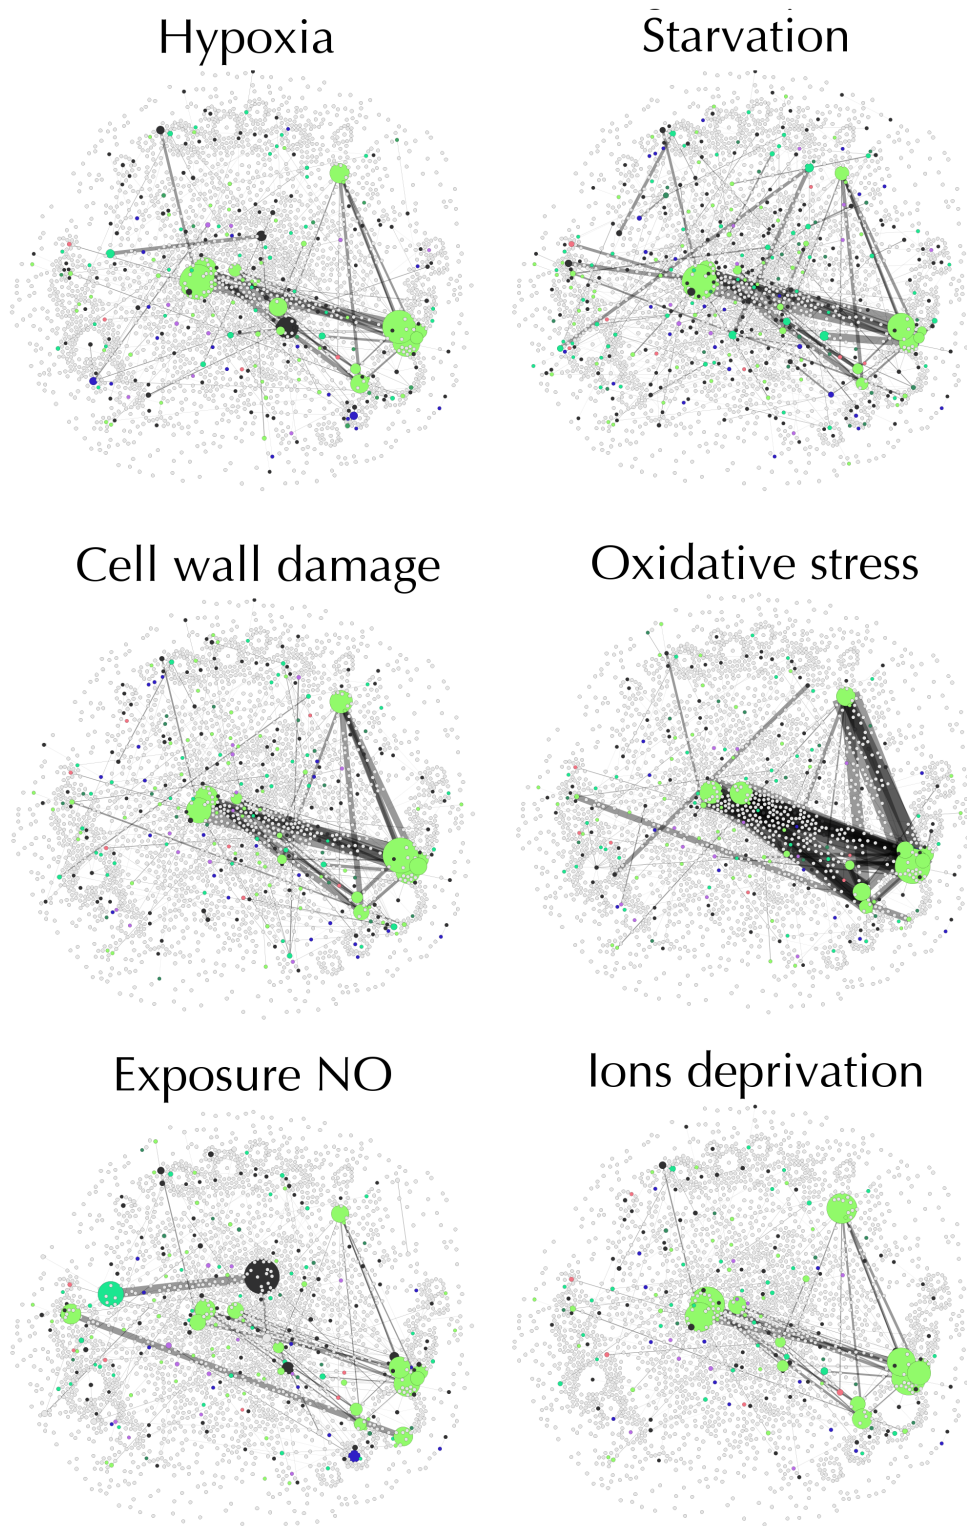 Hypoxia
Starvation
Cell wall damage
Oxidative stress
Exposure NO
Ions deprivation